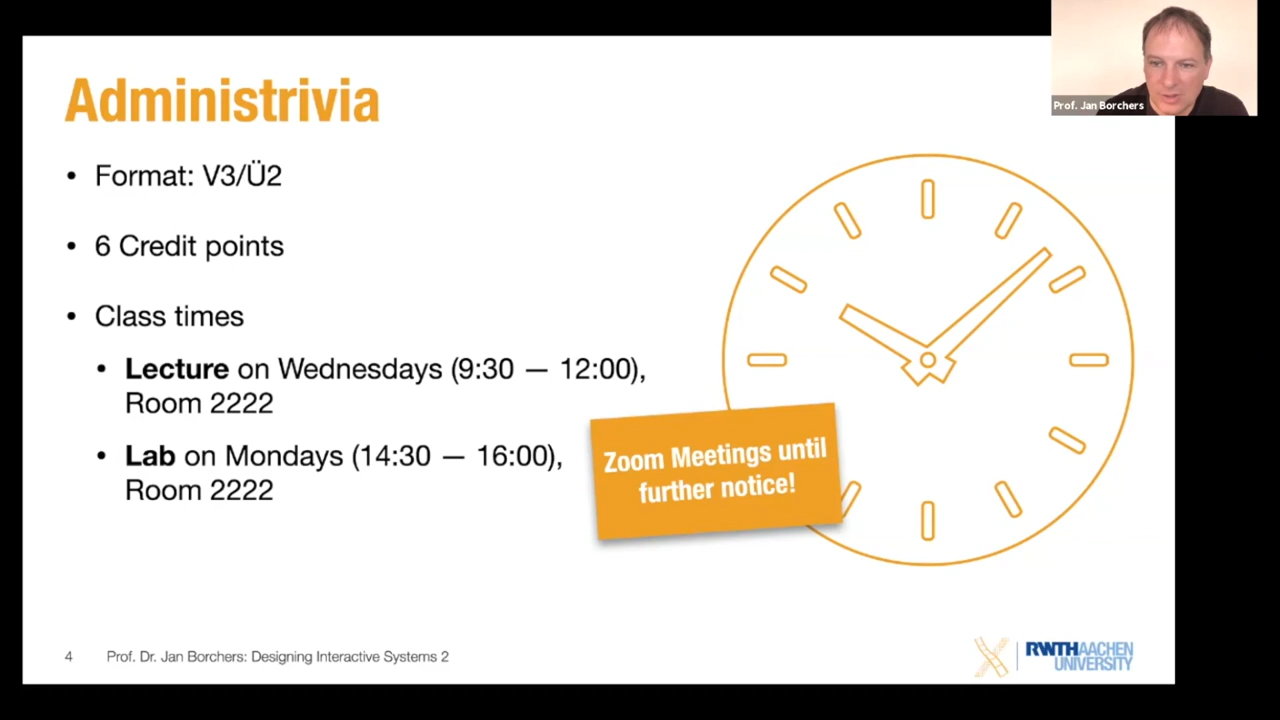 Administrivia
Prof. Jan Borchers
• Format: V3/Ü2
• 6 Credit points
• Class times
• Lecture on Wednesdays (9:30 — 12:00),
Room 2222
• Lab on Mondays (14:30 — 16:00),
Room 2222
Zoom Meetings until
further notice!
4 Prof. Dr. Jan Borchers: Designing Interactive Systems 2
RWTHAACHEN
UNIVERSITY